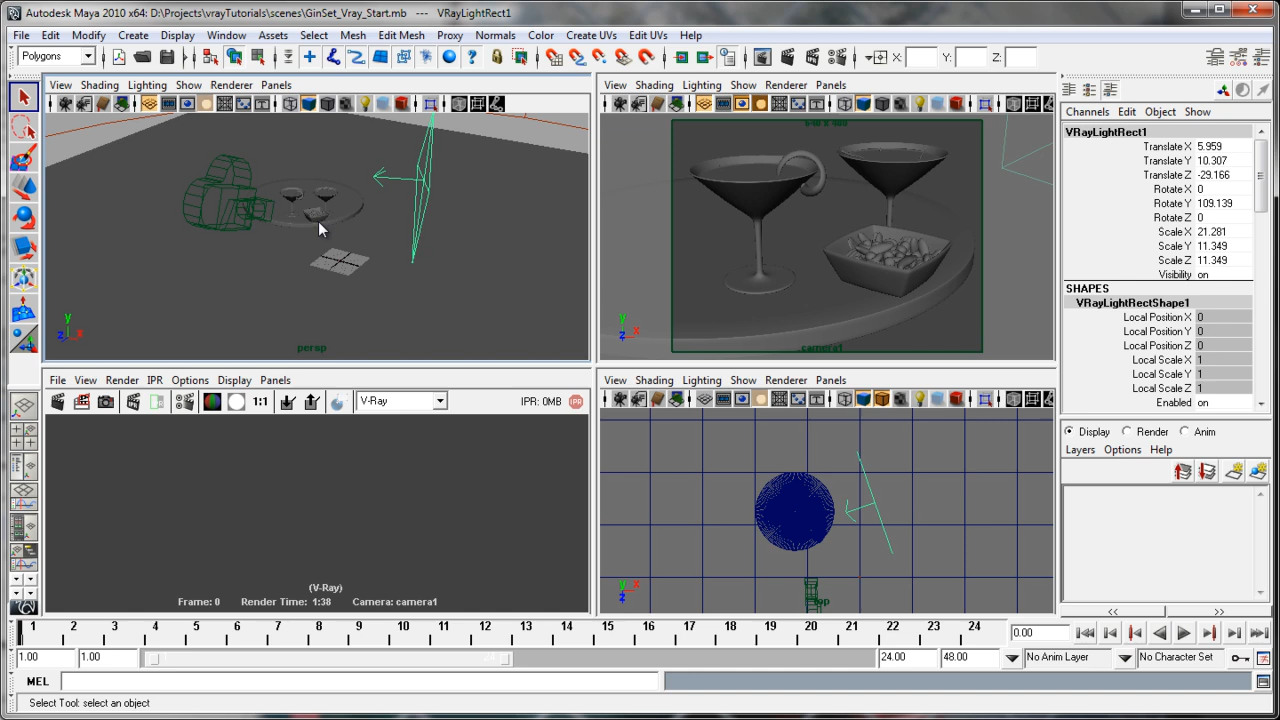 Autodesk Maya 2010 x64: D:\Projects\vrayTutorials\scenes\GinSet_Vray_Start.mb --- VRayLightRect1
File Edit Modify Create Display Window Assets Select Mesh Edit Mesh Proxy Normals Color Create UVs Edit UVs Help
Polygons X: Y: Z:
View Shading Lighting Show Renderer Panels
View Shading Lighting Show Renderer Panels
Channels Edit Object Show
VRayLightRect1
Translate X 5.959
Translate Y 10.307
Translate Z -29.166
Rotate X 0
Rotate Y 109.139
Rotate Z 0
Scale X 21.281
Scale Y 11.349
Scale Z 11.349
Visibility on
SHAPES
VRayLightRectShape1
Local Position X 0
Local Position Y 0
Local Position Z 0
Local Scale X 1
Local Scale Y 1
Local Scale Z 1
Enabled on
y
z x
persp
y
z x
camera1
File View Render IPR Options Display Panels
1:1 V-Ray IPR: 0MB IPR
(V-Ray)
Frame: 0 Render Time: 1:38 Camera: camera1
View Shading Lighting Show Renderer Panels
y x
z
top
Display Render Anim
Layers Options Help
<< >>
1 2 3 4 5 6 7 8 9 10 11 12 13 14 15 16 17 18 19 20 21 22 23 24
0.00
1.00 1.00 24 24.00 48.00 No Anim Layer No Character Set
MEL
Select Tool: select an object